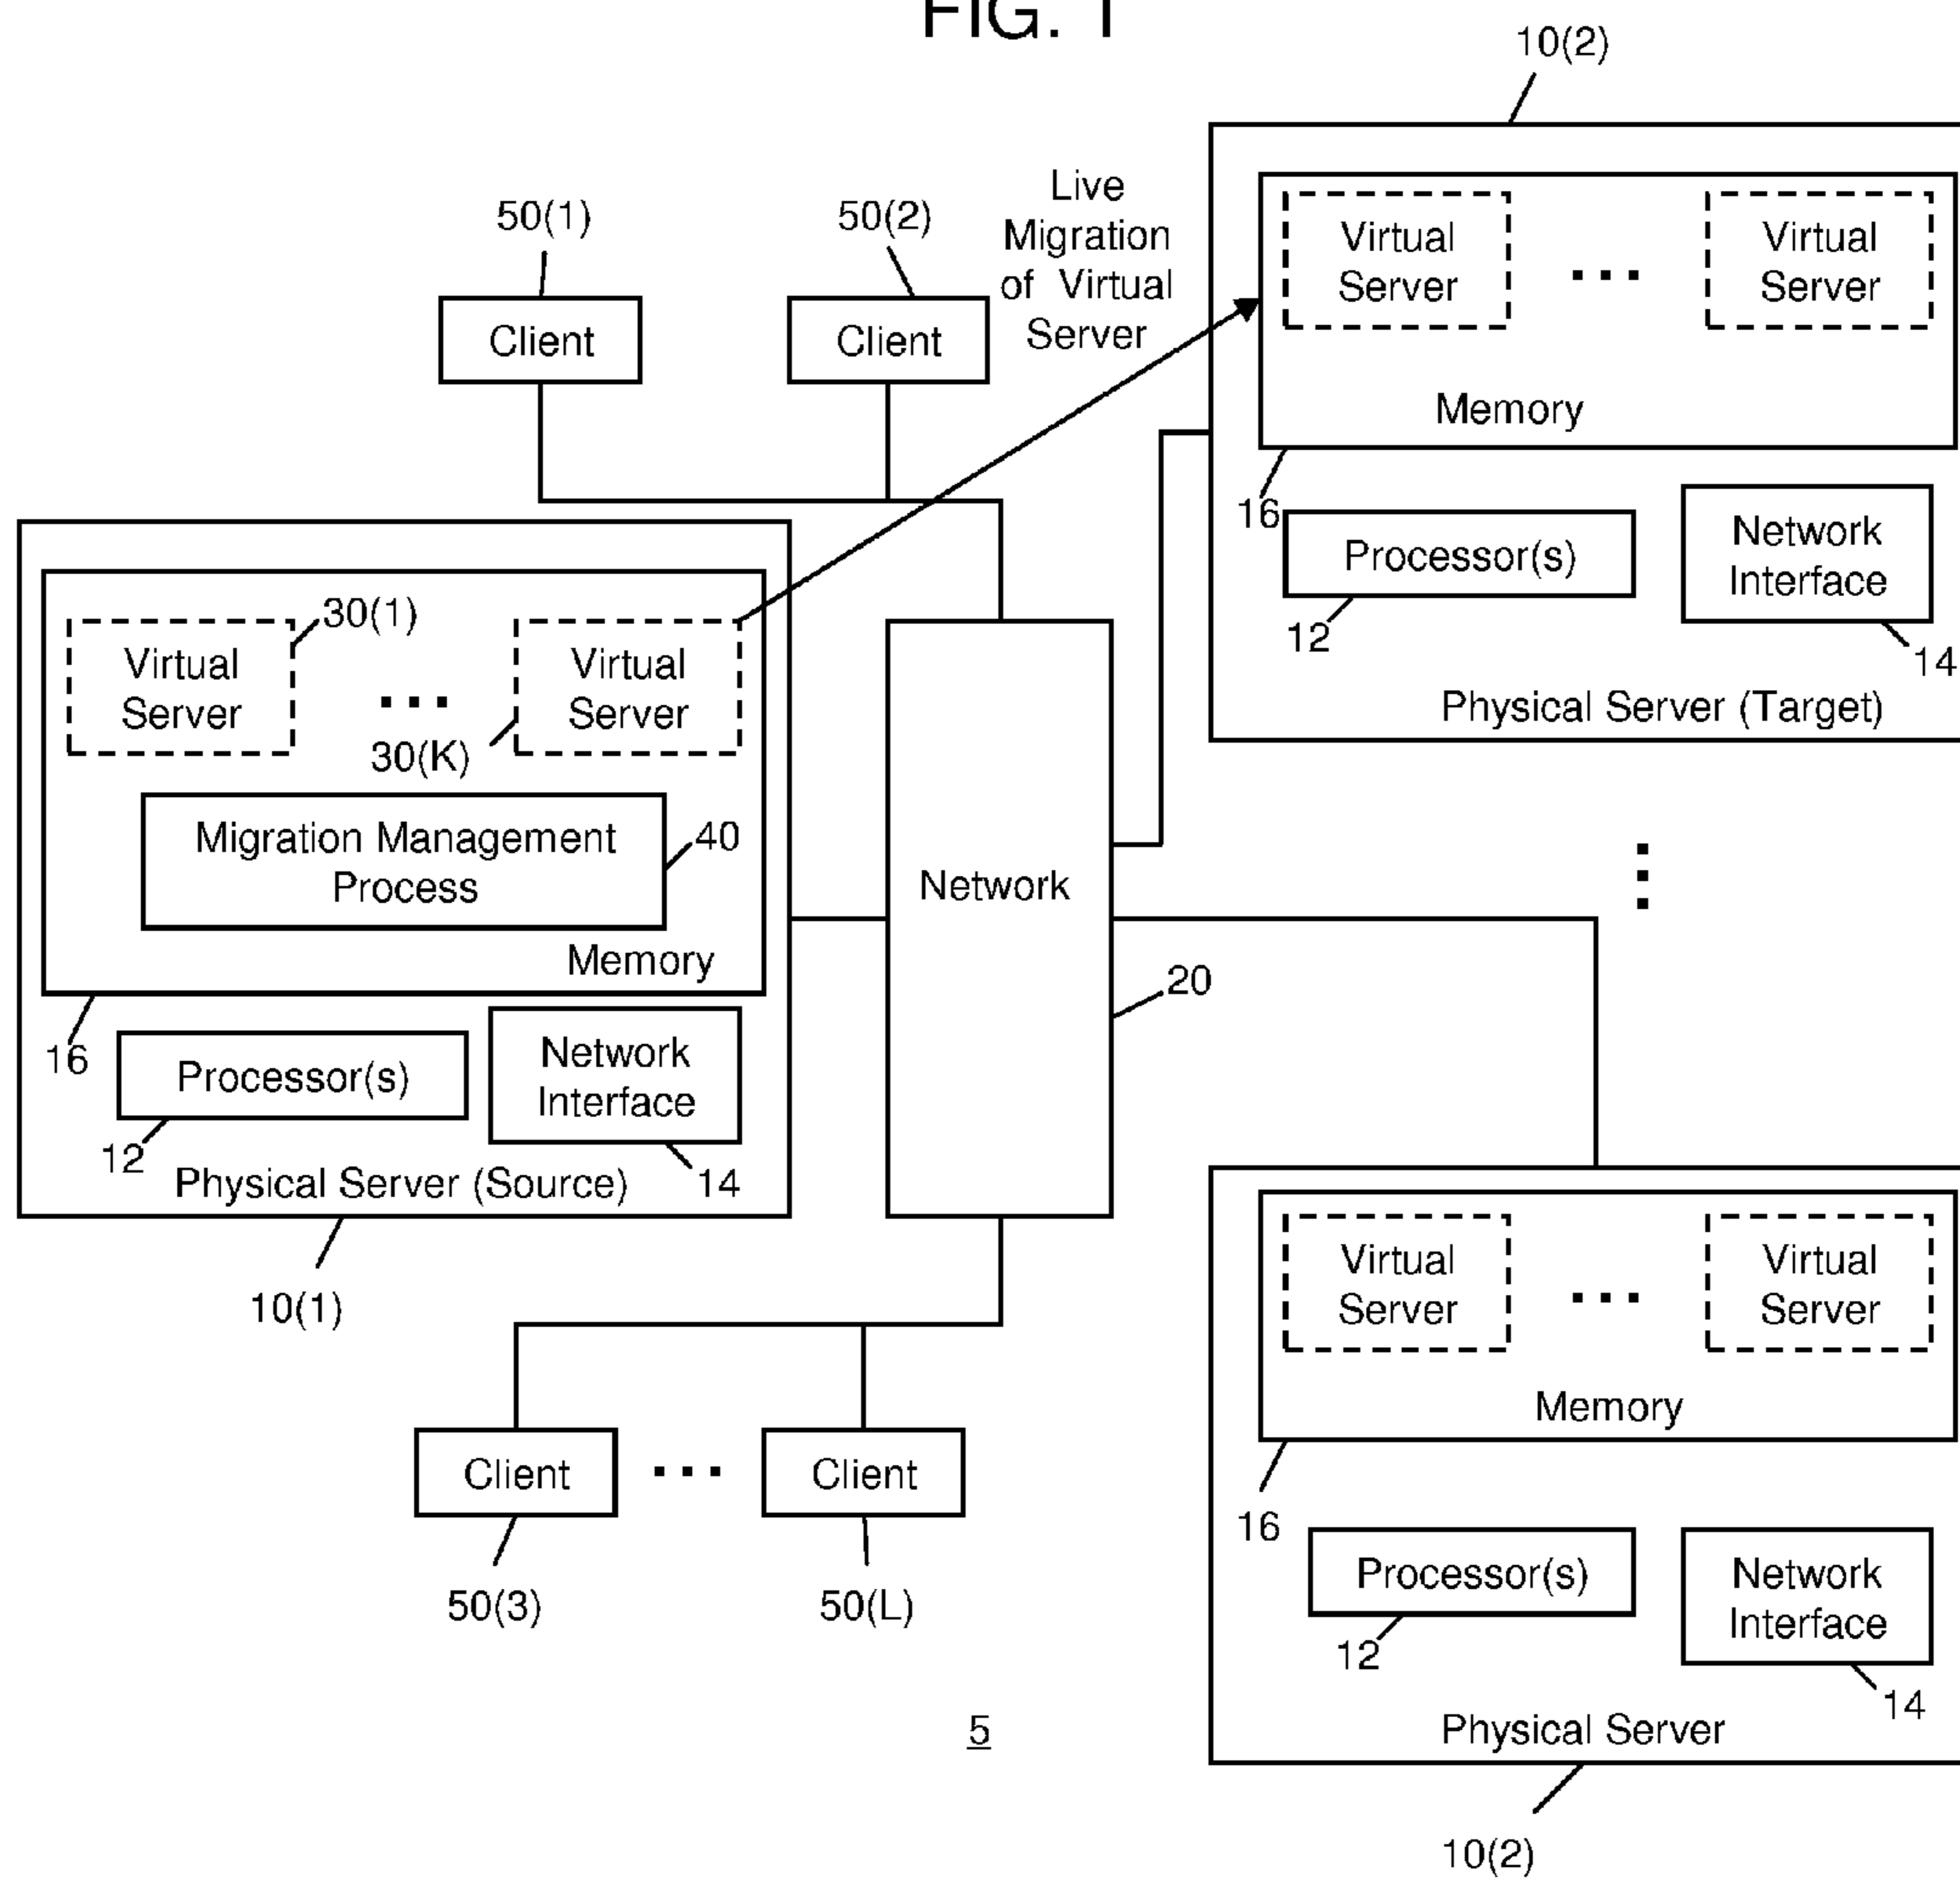 FIG. 1
10(2)
50(1)
50(2)
Live
Migration
of Virtual
Server
Client
Client
Virtual
Server
Virtual
Server
Memory
16
Processor(s)
Network
Interface
12
14
Physical Server (Target)
30(1)
Virtual
Server
Virtual
Server
30(K)
Migration Management
Process
40
Memory
16
Processor(s)
Network
Interface
12
14
Physical Server (Source)
10(1)
Network
20
Virtual
Server
Virtual
Server
Memory
16
Processor(s)
Network
Interface
12
14
Physical Server
10(2)
Client
Client
50(3)
50(L)
5